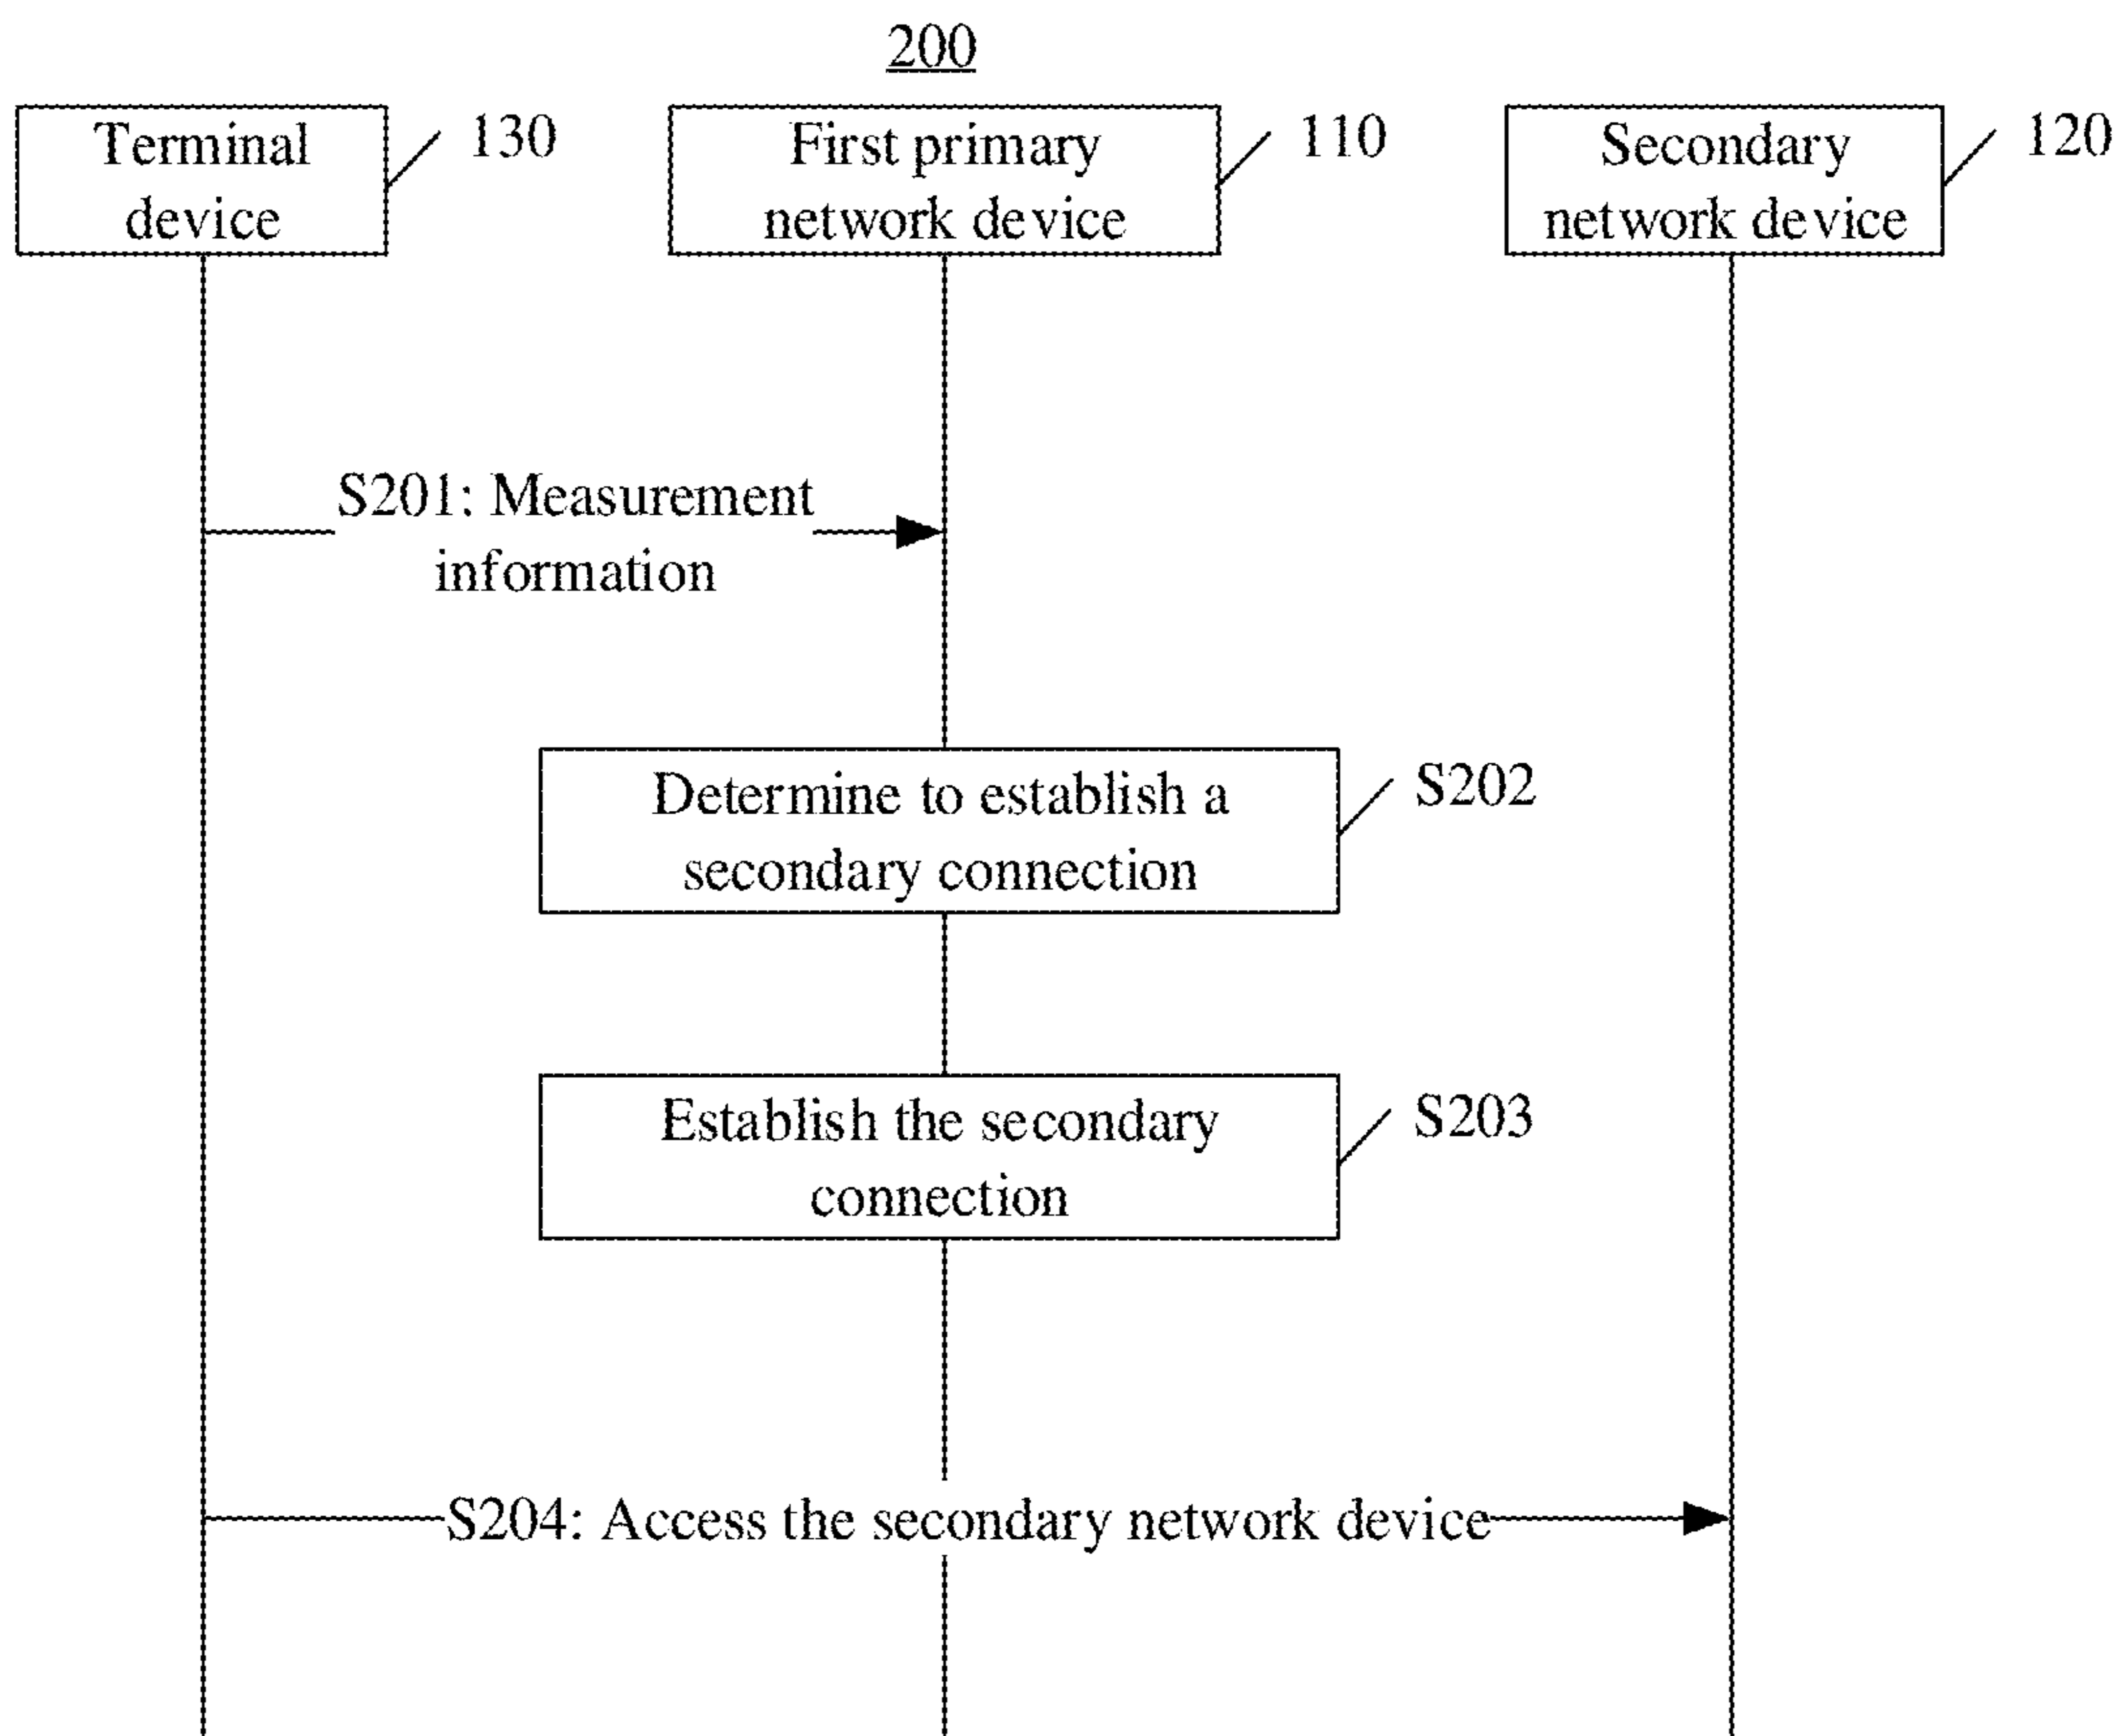 200
Terminal
device
130
First primary
network device
110
Secondary
network device
120
S201: Measurement
information
Determine to establish a
secondary connection
S202
Establish the secondary
connection
S203
S204: Access the secondary network device